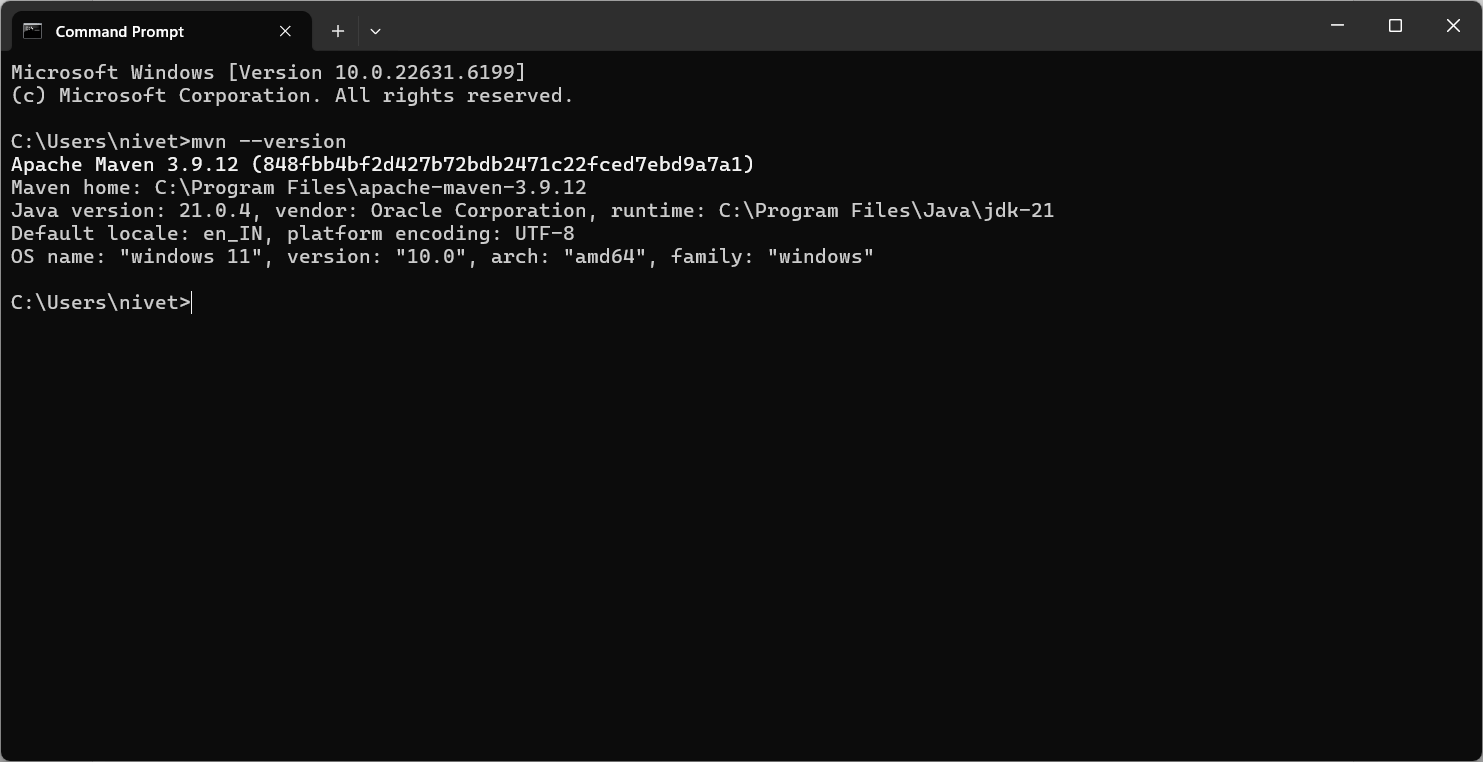 Command Prompt
Microsoft Windows [Version 10.0.22631.6199]
(c) Microsoft Corporation. All rights reserved.
C:\Users\nivet>mvn --version
Apache Maven 3.9.12 (848fbb4bf2d427b72bdb2471c22fced7ebd9a7a1)
Maven home: C:\Program Files\apache-maven-3.9.12
Java version: 21.0.4, vendor: Oracle Corporation, runtime: C:\Program Files\Java\jdk-21
Default locale: en_IN, platform encoding: UTF-8
OS name: "windows 11", version: "10.0", arch: "amd64", family: "windows"
C:\Users\nivet>